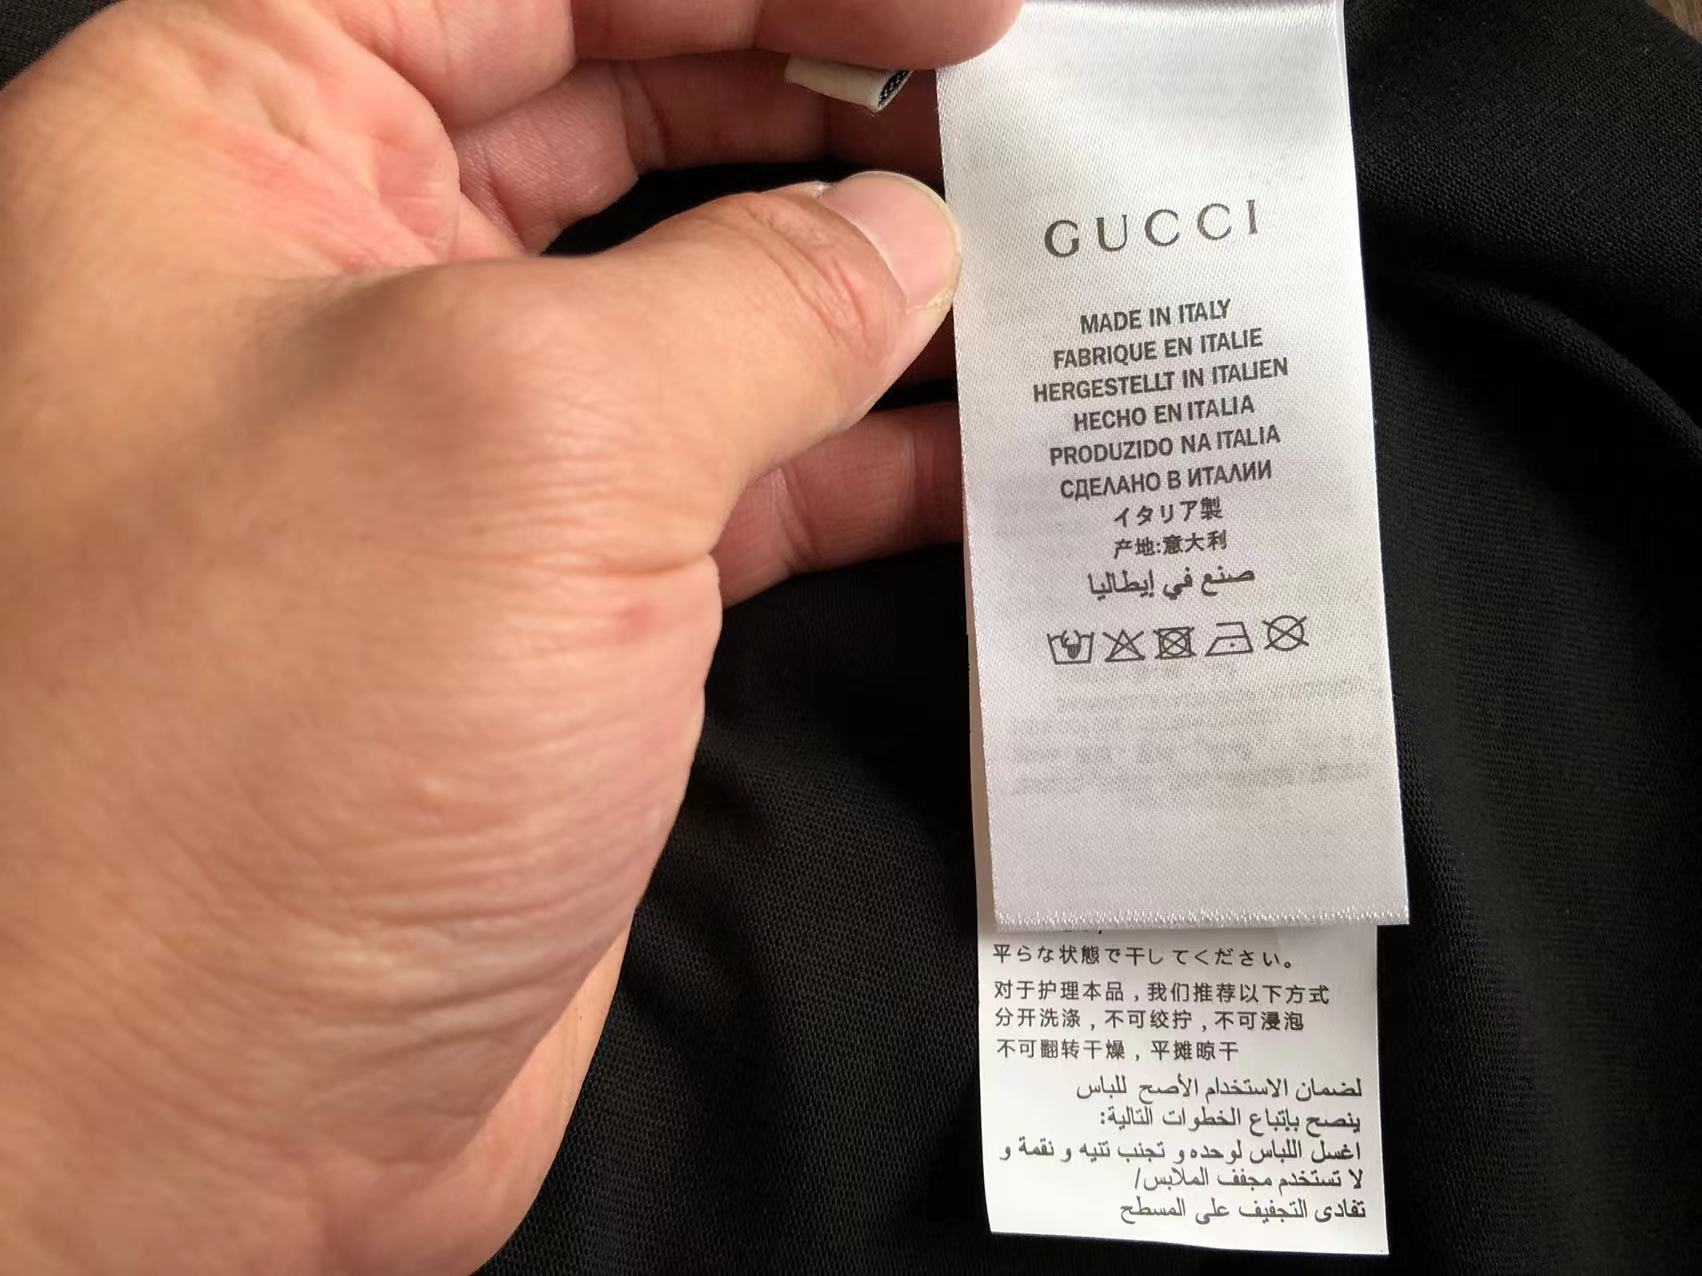 GUCCI
MADE IN ITALY
FABRIQUE EN ITALIE
HERGESTELLT IN ITALIEN
HECHO EN ITALIA
PRODUZIDO NA ITALIA
СДЕЛАНО В ИТАЛИИ
イタリア製
产地:意大利
صنع في إيطاليا
平らな状態で干してください。
对于护理本品，我们推荐以下方式
分开洗涤，不可绞拧，不可浸泡
不可翻转干燥，平摊晾干
لضمان الاستخدام الأصح للباس
ينصح بإتباع الخطوات التالية:
اغسل اللباس لوحده و تجنب تنيه و نقمة و
لا تستخدم مجفف الملابس/
تفادى التجفيف على المسطح